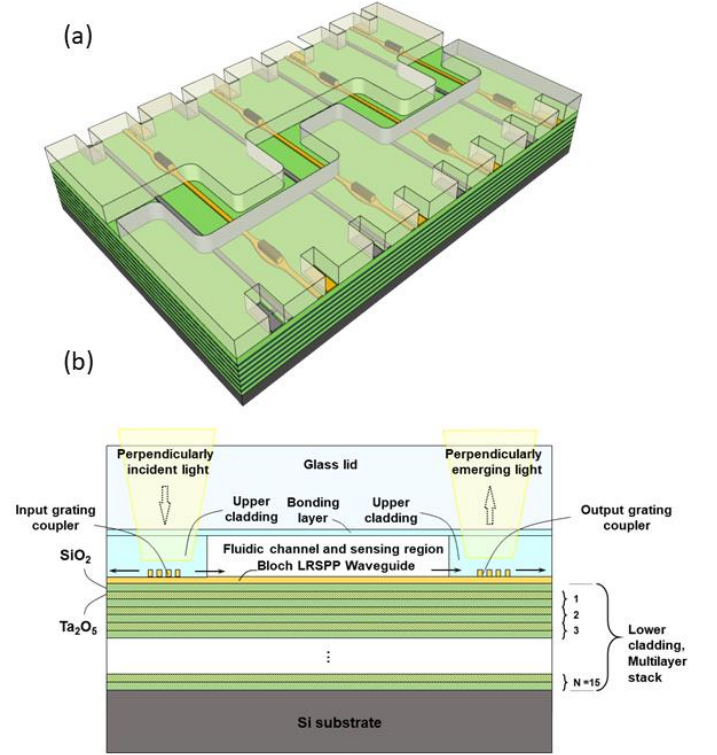 (a)
(b)
Perpendicularly
incident light
Glass lid
Perpendicularly
emerging light
Input grating
coupler
Upper
cladding
Bonding
layer
Upper
cladding
Output grating
coupler
Fluidic channel and sensing region
Bloch LRSPP Waveguide
SiO₂
Ta₂O₅
1
2
3
⋮
N =15
Lower
cladding,
Multilayer
stack
Si substrate